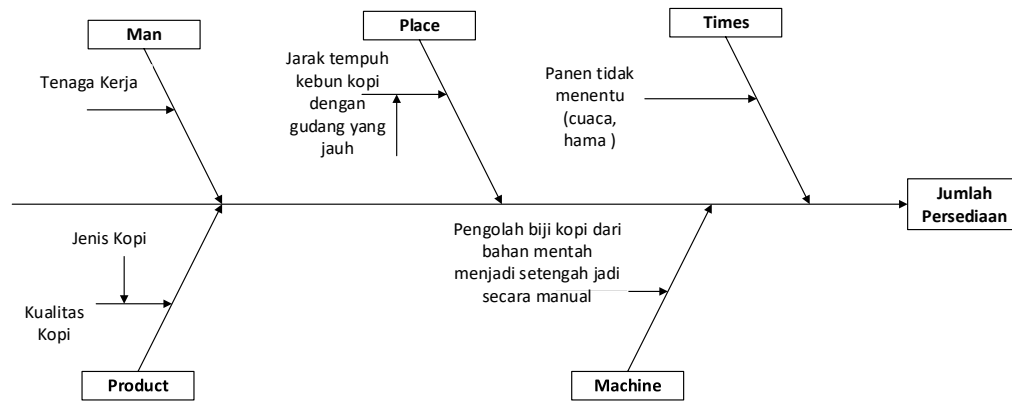 Man
Place
Times
Tenaga Kerja
Jarak tempuh
kebun kopi
dengan
gudang yang
jauh
Panen tidak
menentu
(cuaca,
hama )
Jumlah
Persediaan
Jenis Kopi
Kualitas
Kopi
Pengolah biji kopi dari
bahan mentah
menjadi setengah jadi
secara manual
Product
Machine